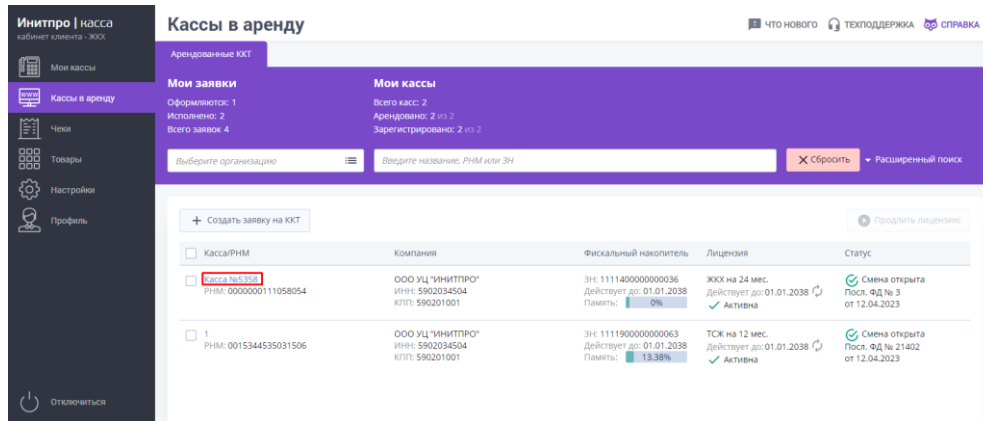 Инитпро | касса
кабинет клиента - ЖКХ
Мои кассы
Кассы в аренду
Чеки
Товары
Настройки
Профиль
Отключиться
Кассы в аренду
ЧТО НОВОГО ТЕХПОДДЕРЖКА СПРАВКА
Арендованные ККТ
Мои заявки
Оформляются: 1
Исполнено: 2
Всего заявок 4
Мои кассы
Всего касс: 2
Арендовано: 2 из 2
Зарегистрировано: 2 из 2
Выберите организацию
Введите название, РНМ или ЗН
Сбросить
Расширенный поиск
+ Создать заявку на ККТ
Продлить лицензию
Касса/РНМ Компания Фискальный накопитель Лицензия Статус
Касса №5358
РНМ: 0000000111058054
ООО УЦ "ИНИТПРО"
ИНН: 5902034504
КПП: 590201001
ЗН: 1111400000000036
Действует до: 01.01.2038
Память: 0%
ЖКХ на 24 мес.
Действует до: 01.01.2038
Активна
Смена открыта
Посл. ФД № 3
от 12.04.2023
1
РНМ: 0015344535031506
ООО УЦ "ИНИТПРО"
ИНН: 5902034504
КПП: 590201001
ЗН: 1111900000000063
Действует до: 01.01.2038
Память: 13.38%
ТСЖ на 12 мес.
Действует до: 01.01.2038
Активна
Смена открыта
Посл. ФД № 21402
от 12.04.2023